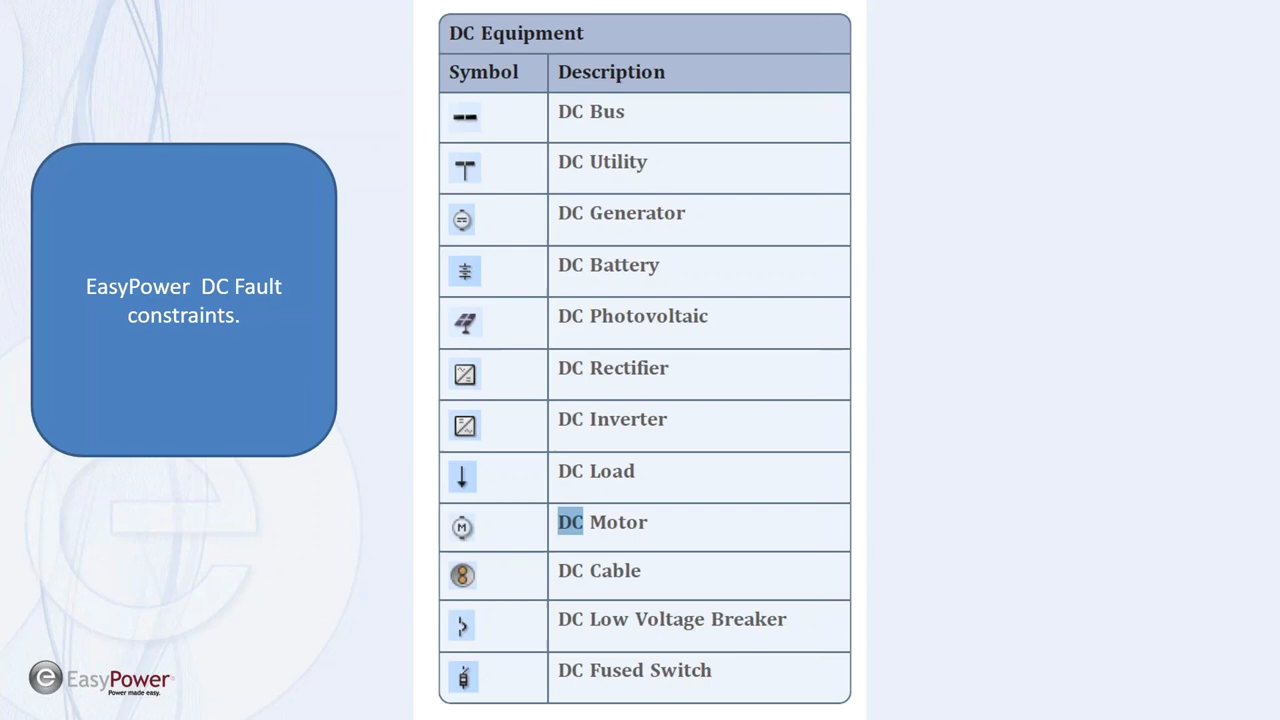 EasyPower  DC Fault
constraints.
DC Equipment
Symbol Description
DC Bus
DC Utility
DC Generator
DC Battery
DC Photovoltaic
DC Rectifier
DC Inverter
DC Load
M DC Motor
DC Cable
DC Low Voltage Breaker
DC Fused Switch
e EasyPower
Power made easy.